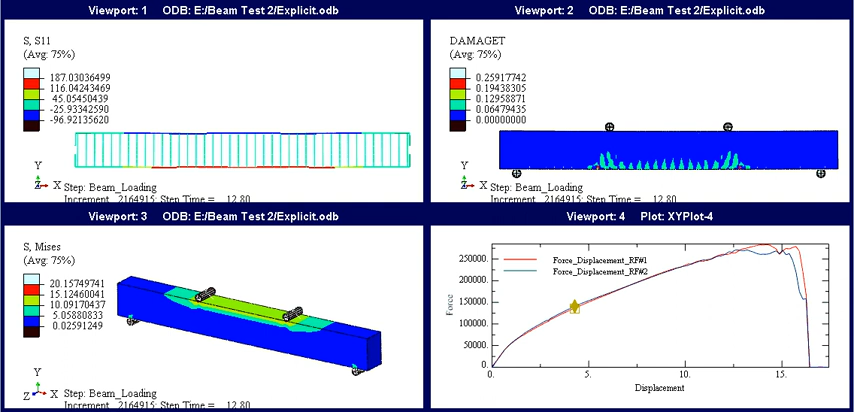 Viewport: 1 ODB: E:/Beam Test 2/Explicit.odb
S, S11
(Avg: 75%)
187.03036499
116.04243469
45.05450439
-25.93342590
-96.92135620
Y
Z X
Step: Beam_Loading
Increment 2164915: Step Time = 12.80
Viewport: 2 ODB: E:/Beam Test 2/Explicit.odb
DAMAGET
(Avg: 75%)
0.25917742
0.19438305
0.12958871
0.06479435
0.00000000
Y
Z X
Step: Beam_Loading
Increment 2164915: Step Time = 12.80
Viewport: 3 ODB: E:/Beam Test 2/Explicit.odb
S, Mises
(Avg: 75%)
20.15749741
15.12460041
10.09170437
5.05880833
0.02591249
Y
Z X
Step: Beam_Loading
Increment 2164915: Step Time = 12.80
Viewport: 4 Plot: XYPlot-4
Force_Displacement_RF#1
Force_Displacement_RF#2
Force
250000.
200000.
150000.
100000.
50000.
0.
0. 5. 10. 15.
Displacement